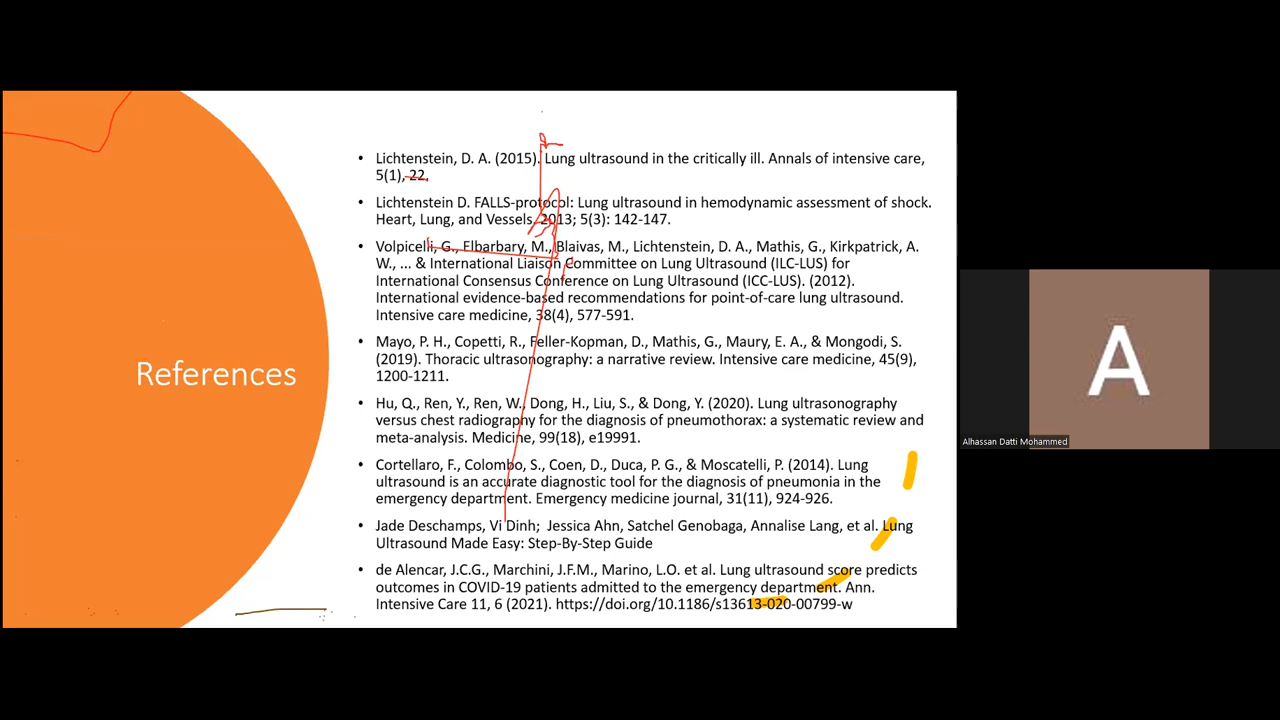 References
• Lichtenstein, D. A. (2015). Lung ultrasound in the critically ill. Annals of intensive care,
5(1), 22.
• Lichtenstein D. FALLS-protocol: Lung ultrasound in hemodynamic assessment of shock.
Heart, Lung, and Vessels. 2013; 5(3): 142-147.
• Volpicelli, G., Elbarbary, M., Blaivas, M., Lichtenstein, D. A., Mathis, G., Kirkpatrick, A.
W., ... & International Liaison Committee on Lung Ultrasound (ILC-LUS) for
International Consensus Conference on Lung Ultrasound (ICC-LUS). (2012).
International evidence-based recommendations for point-of-care lung ultrasound.
Intensive care medicine, 38(4), 577-591.
• Mayo, P. H., Copetti, R., Feller-Kopman, D., Mathis, G., Maury, E. A., & Mongodi, S.
(2019). Thoracic ultrasonography: a narrative review. Intensive care medicine, 45(9),
1200-1211.
• Hu, Q., Ren, Y., Ren, W., Dong, H., Liu, S., & Dong, Y. (2020). Lung ultrasonography
versus chest radiography for the diagnosis of pneumothorax: a systematic review and
meta-analysis. Medicine, 99(18), e19991.
• Cortellaro, F., Colombo, S., Coen, D., Duca, P. G., & Moscatelli, P. (2014). Lung
ultrasound is an accurate diagnostic tool for the diagnosis of pneumonia in the
emergency department. Emergency medicine journal, 31(11), 924-926.
• Jade Deschamps, Vi Dinh; Jessica Ahn, Satchel Genobaga, Annalise Lang, et al. Lung
Ultrasound Made Easy: Step-By-Step Guide
• de Alencar, J.C.G., Marchini, J.F.M., Marino, L.O. et al. Lung ultrasound score predicts
outcomes in COVID-19 patients admitted to the emergency department. Ann.
Intensive Care 11, 6 (2021). https://doi.org/10.1186/s13613-020-00799-w
A
Alhassan Datti Mohammed